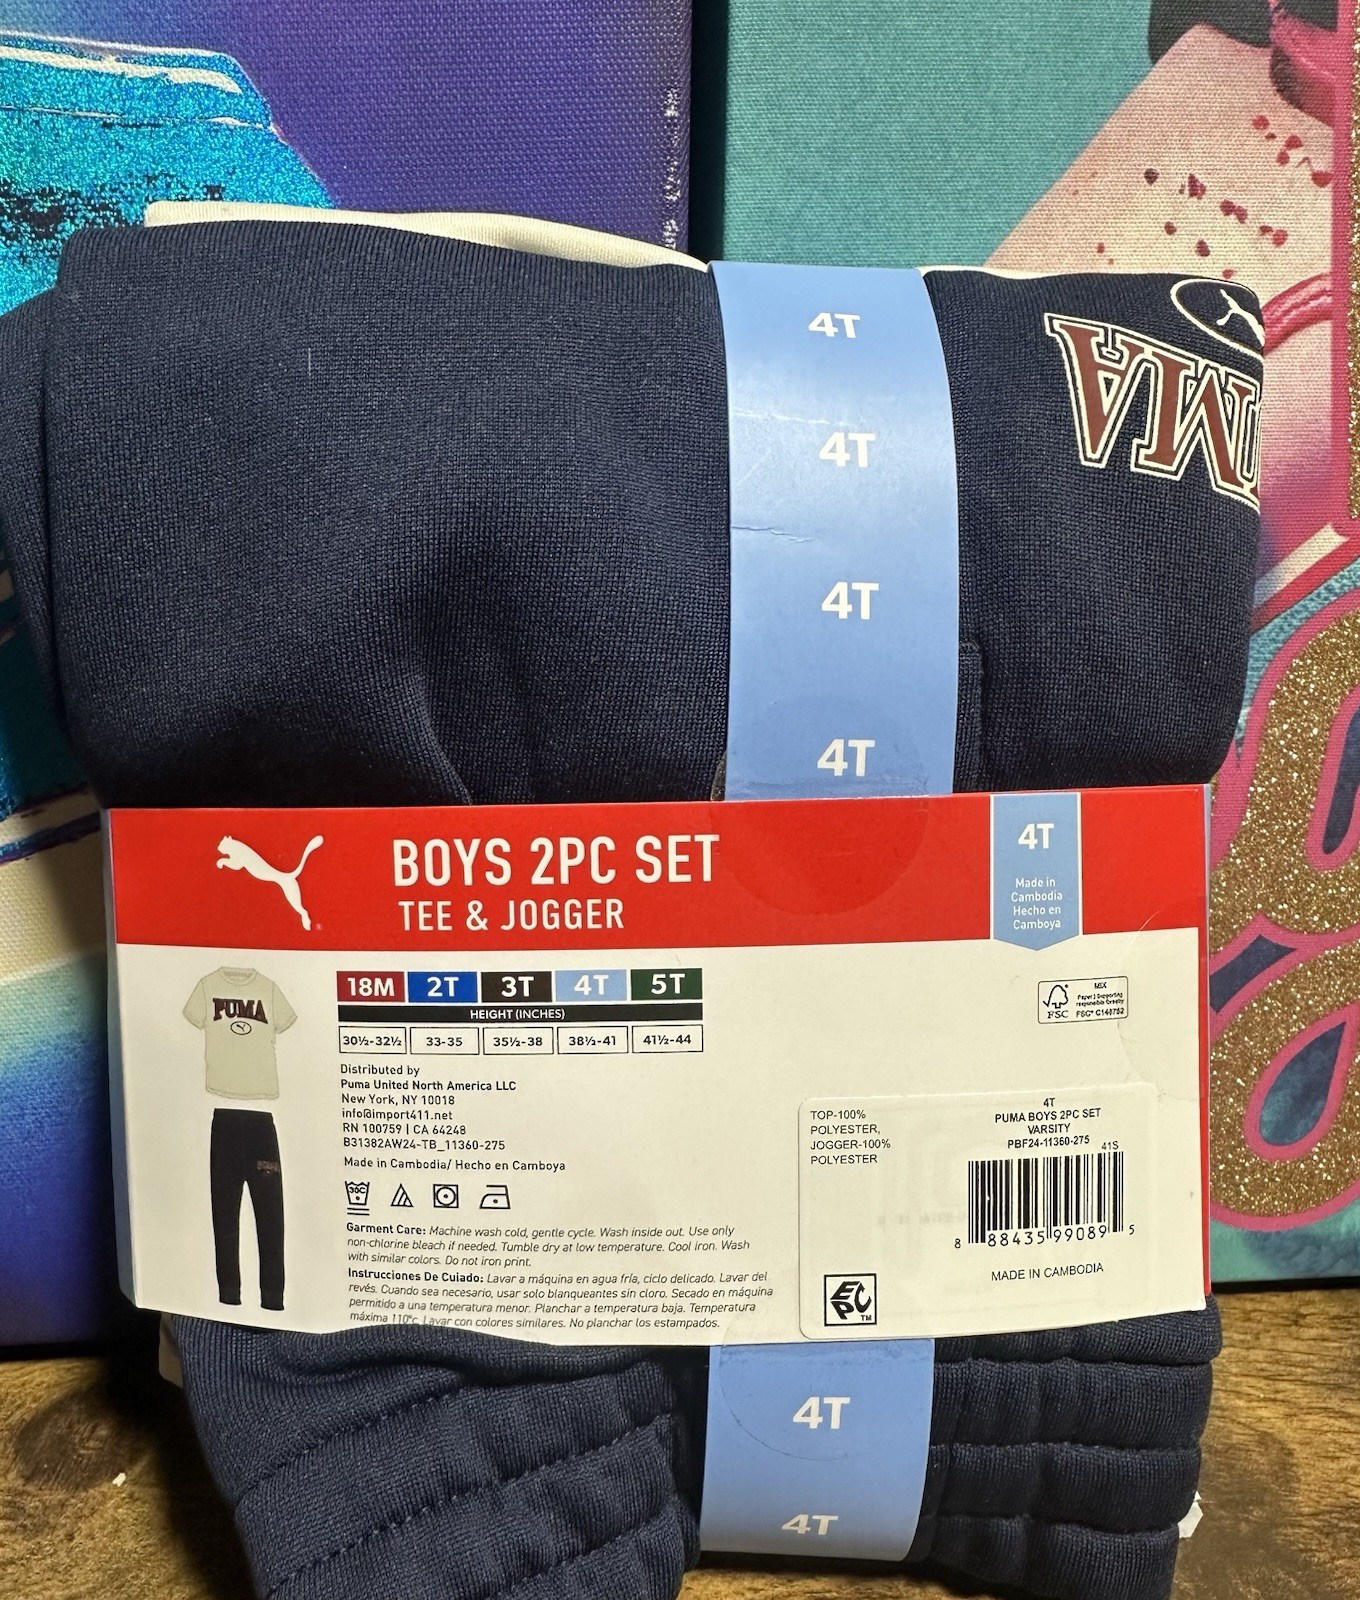 4T
4T
4T
4T
PUMA
BOYS 2PC SET
TEE & JOGGER
4T
Made in
Cambodia
Hecho en
Camboya
PUMA
18M 2T 3T 4T 5T
HEIGHT (INCHES)
30½-32½ 33-35 35½-38 38½-41 41½-44
MIX
Paper | Supporting
responsible forestry
FSC
FSC® C148752
Distributed by
Puma United North America LLC
New York, NY 10018
info@import411.net
RN 100759 | CA 64248
B31382AW24-TB_11360-275
Made in Cambodia/ Hecho en Camboya
30C
Garment Care: Machine wash cold, gentle cycle. Wash inside out. Use only
non-chlorine bleach if needed. Tumble dry at low temperature. Cool iron. Wash
with similar colors. Do not iron print.
Instrucciones De Cuiado: Lavar a máquina en agua fría, ciclo delicado. Lavar del
revés. Cuando sea necesario, usar solo blanqueantes sin cloro. Secado en máquina
permitido a una temperatura menor. Planchar a temperatura baja. Temperatura
máxima 110°c. Lavar con colores similares. No planchar los estampados.
TOP-100%
POLYESTER,
JOGGER-100%
POLYESTER
4T
PUMA BOYS 2PC SET
VARSITY
PBF24-11360-275
41S
8 88435 99089 5
MADE IN CAMBODIA
EPC™
4T
4T